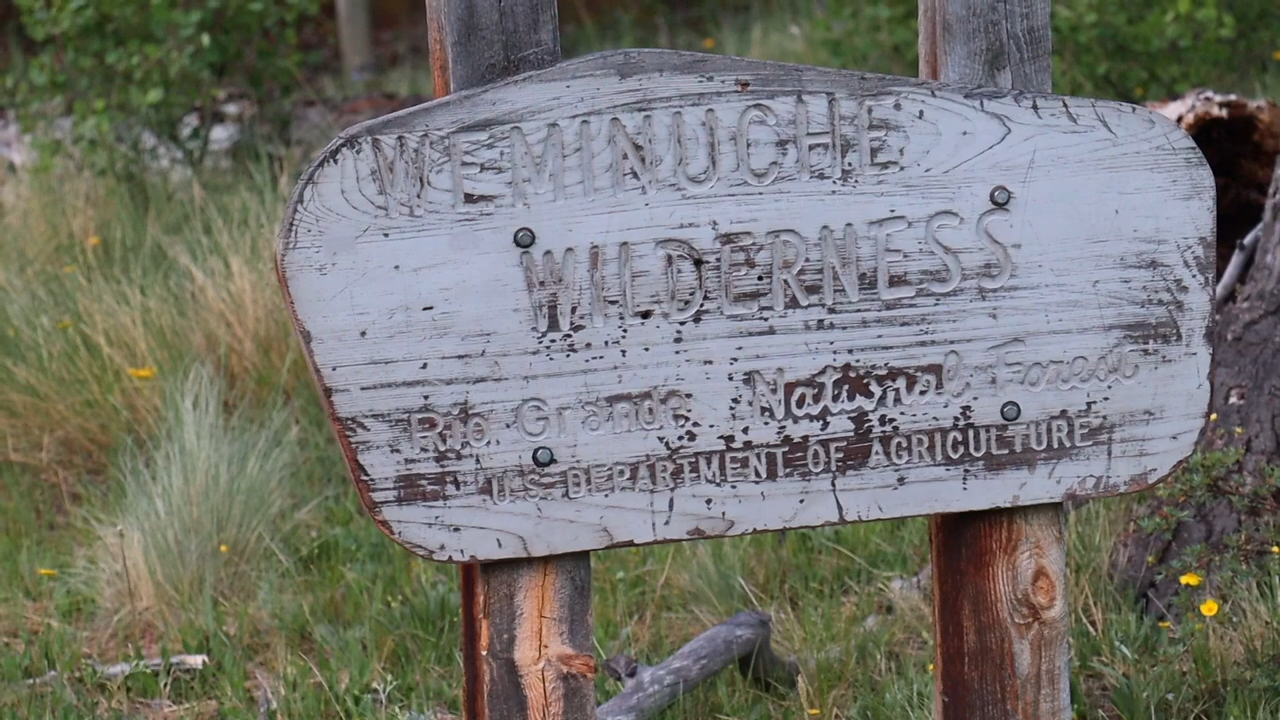 WEMINUCHE
WILDERNESS
Rio Grande National Forest
U.S. DEPARTMENT OF AGRICULTURE